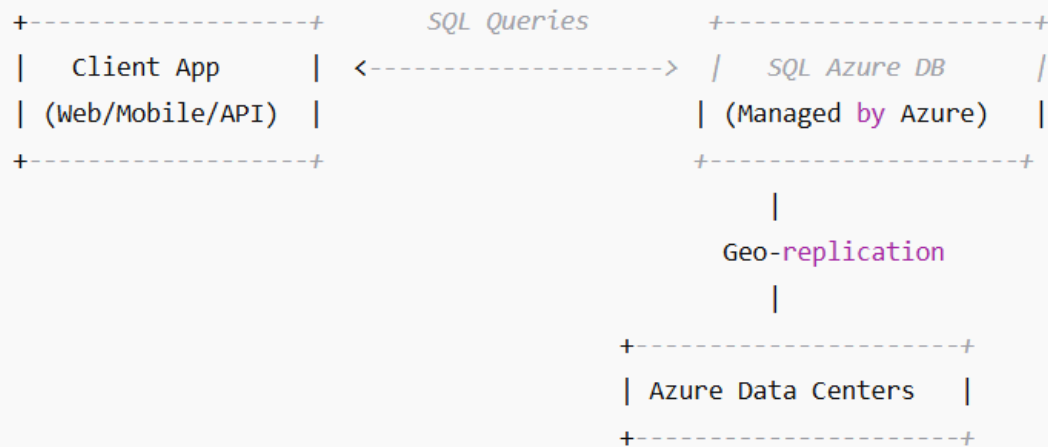 +-------------------+       SQL Queries        +---------------------+
|   Client App      |  <-------------------->  |   SQL Azure DB      |
| (Web/Mobile/API)  |                         | (Managed by Azure)   |
+-------------------+                         +---------------------+
|
Geo-replication
|
+----------------------+
| Azure Data Centers   |
+----------------------+